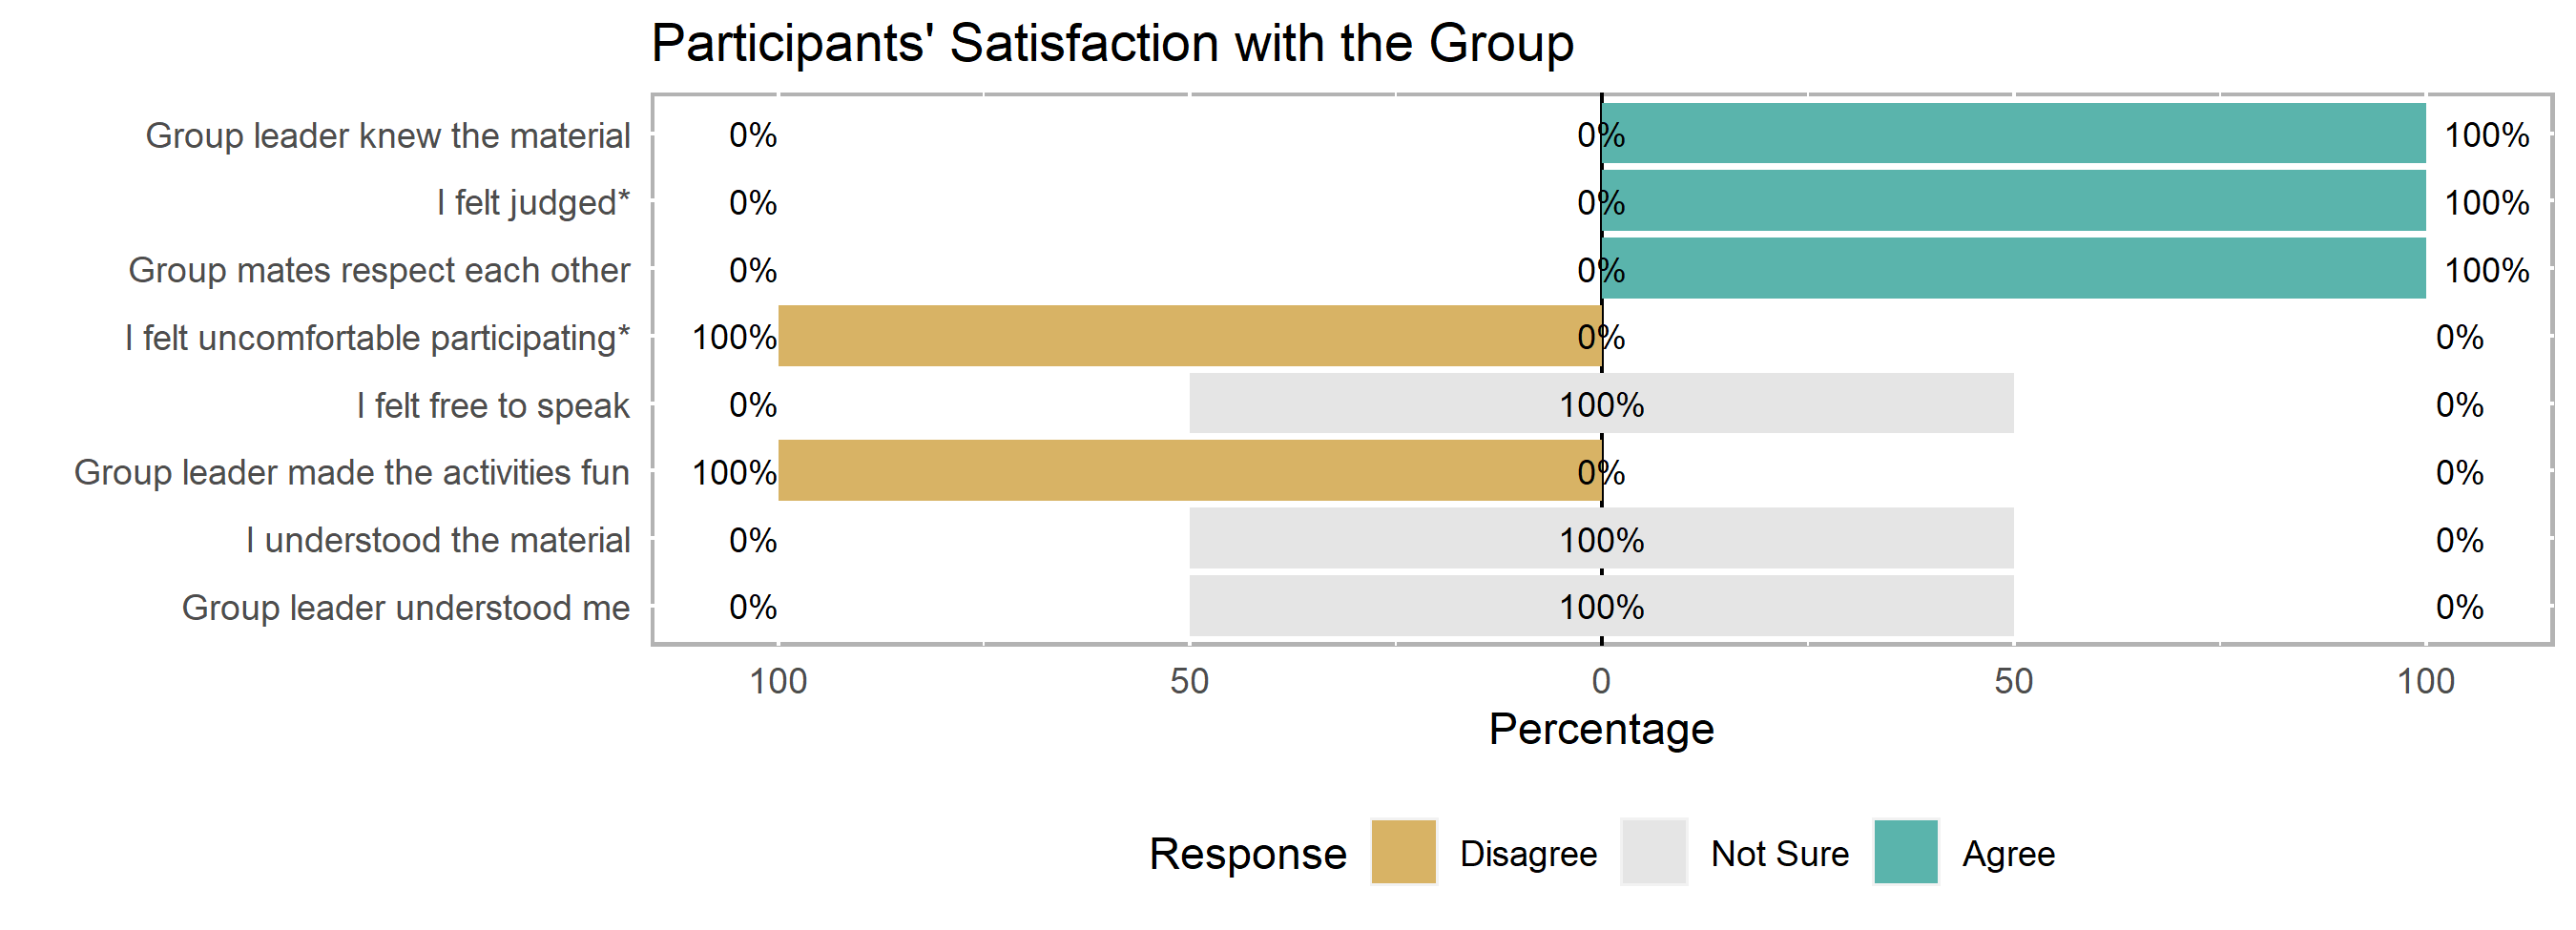 Participants' Satisfaction with the Group
Group leader knew the material 0% 0% 100%
I felt judged* 0% 0% 100%
Group mates respect each other 0% 0% 100%
I felt uncomfortable participating* 100% 0% 0%
I felt free to speak 0% 100% 0%
Group leader made the activities fun 100% 0% 0%
I understood the material 0% 100% 0%
Group leader understood me 0% 100% 0%
100 50 0 50 100
Percentage
Response Disagree Not Sure Agree